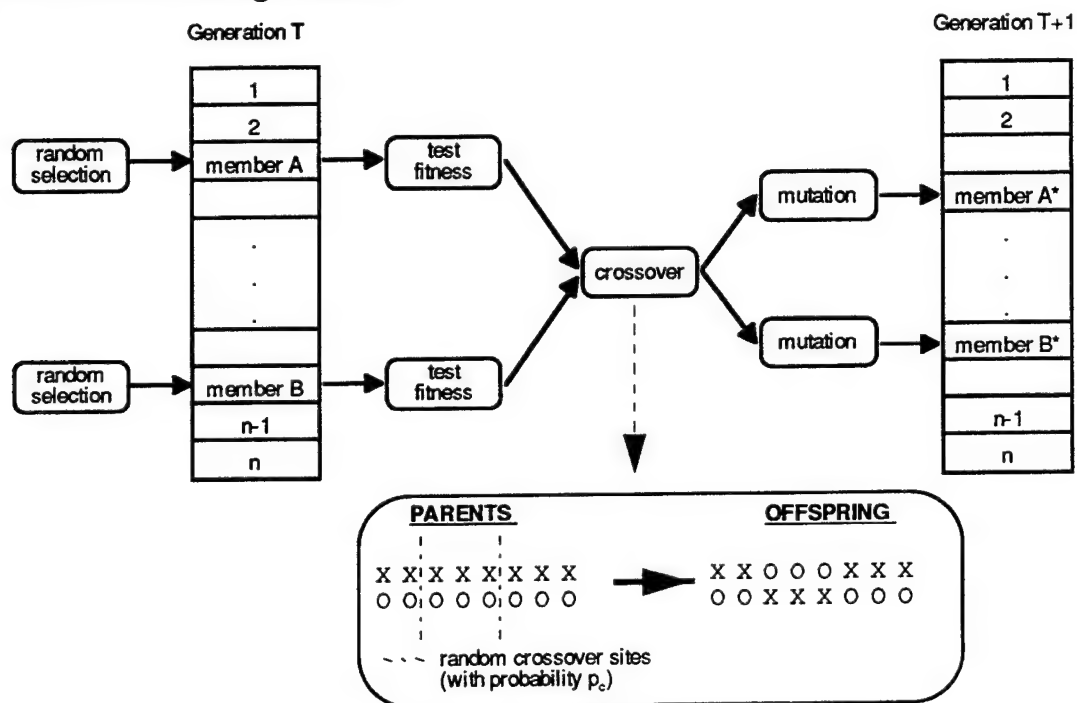 Generation T
Generation T+1
1
2
member A
n-1
n
random
selection
test
fitness
mutation
member A*
crossover
random
selection
member B
test
fitness
mutation
member B*
1
2
n-1
n
PARENTS
OFFSPRING
X X X X X X X X
O O O O O O O O
X X O O O X X X
O O X X X O O O
random crossover sites
(with probability pc)